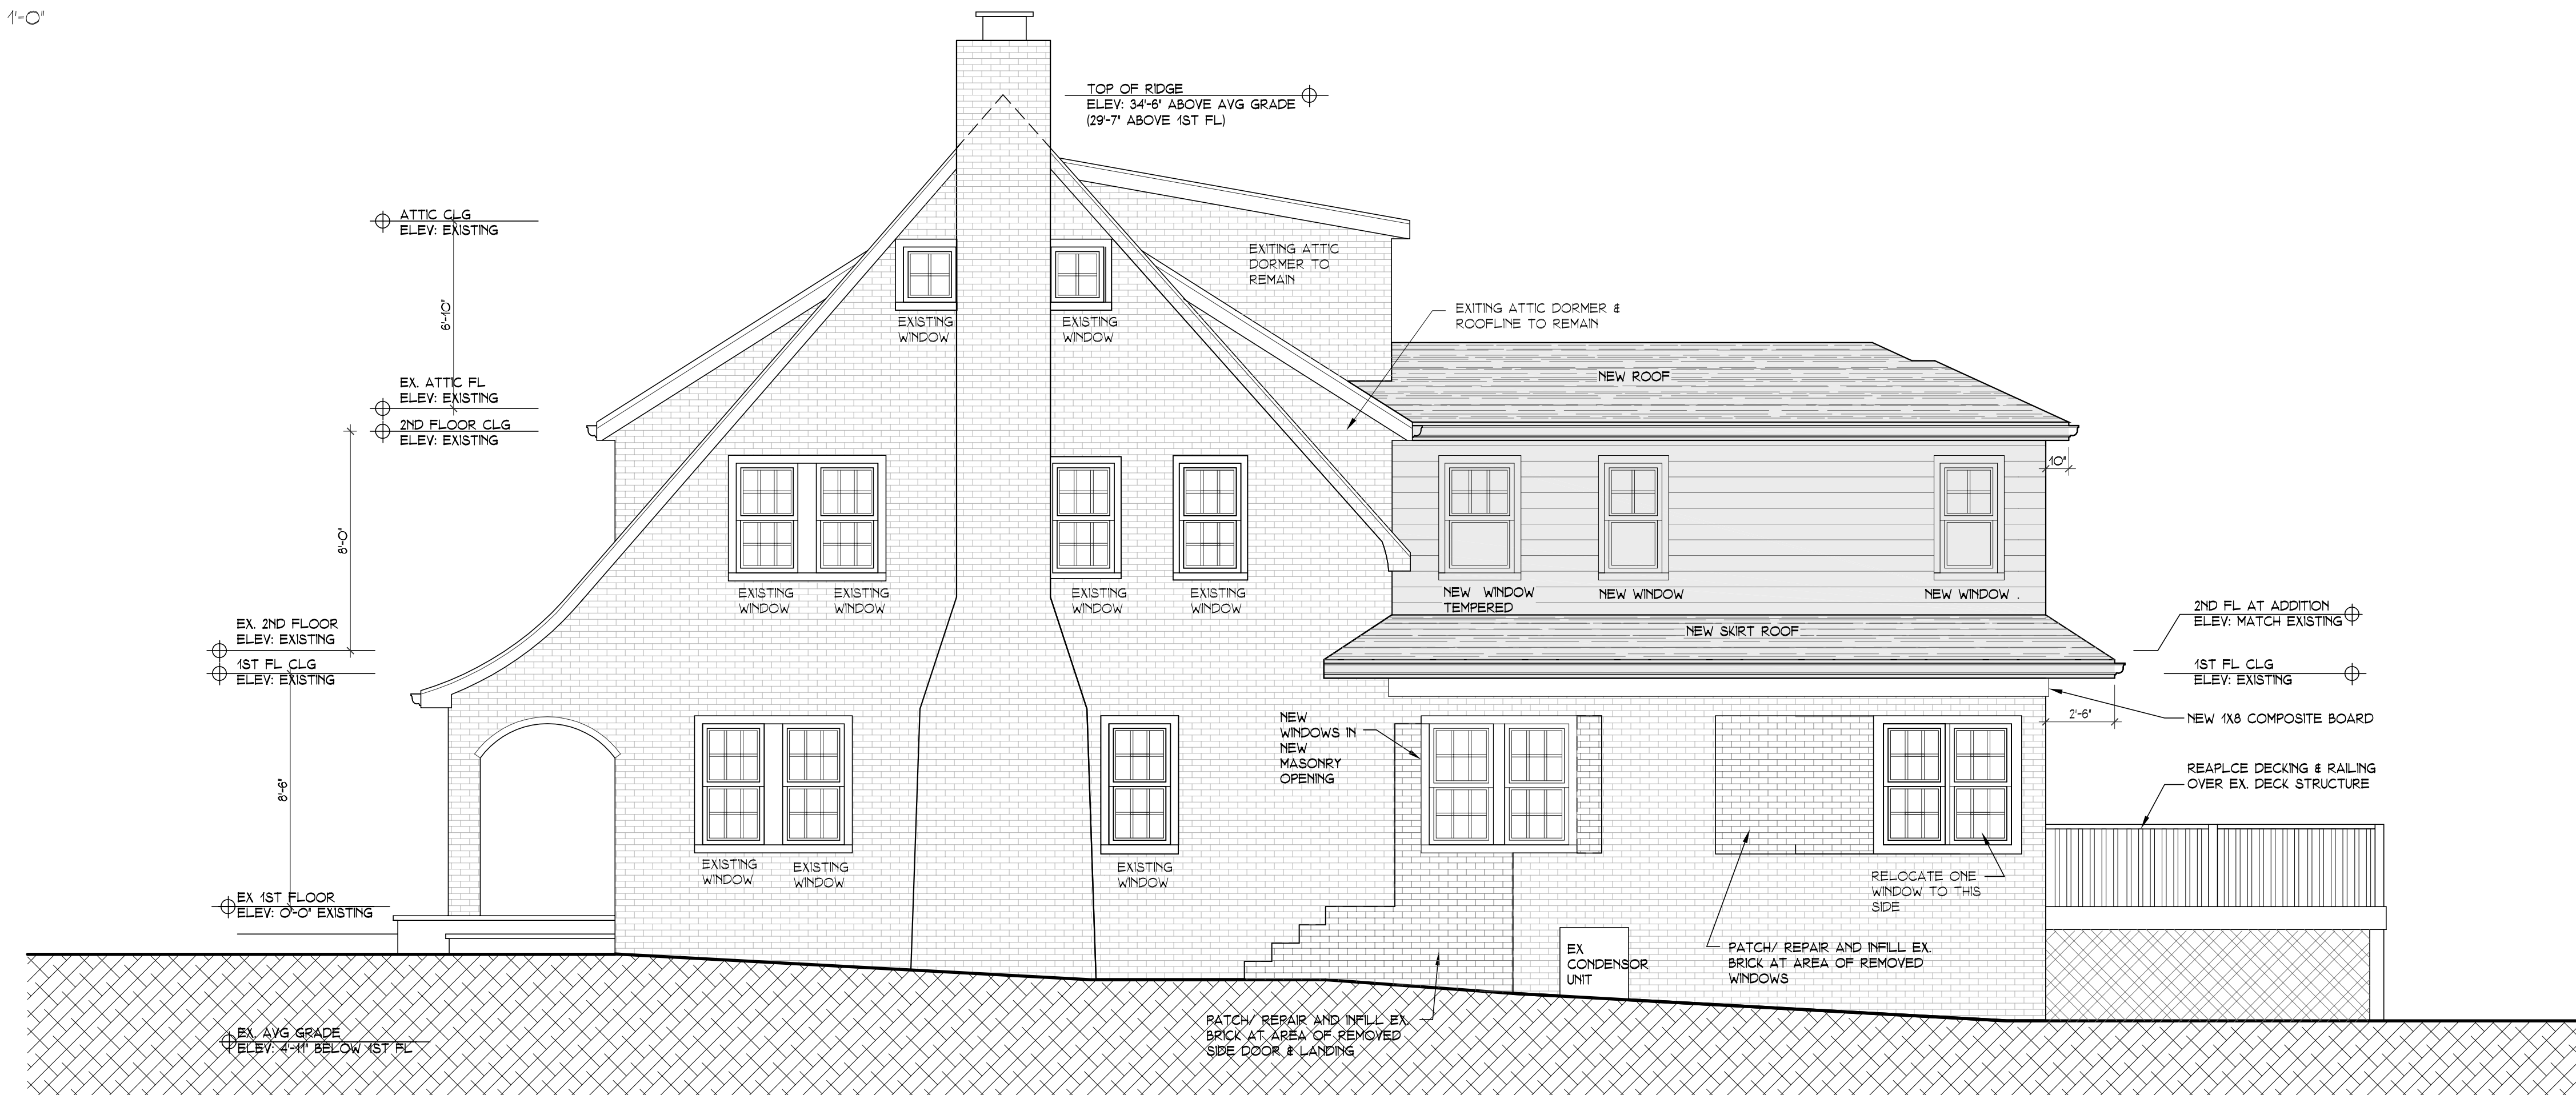 1'-0"
TOP OF RIDGE
ELEV: 34'-6" ABOVE AVG GRADE
(29'-7" ABOVE 1ST FL)
ATTIC CLG
ELEV: EXISTING
6'-10"
EX. ATTIC FL
ELEV: EXISTING
2ND FLOOR CLG
ELEV: EXISTING
8'-0"
EX. 2ND FLOOR
ELEV: EXISTING
1ST FL CLG
ELEV: EXISTING
8'-6"
EX 1ST FLOOR
ELEV: 0'-0" EXISTING
EX. AVG GRADE
ELEV: 4'-11" BELOW 1ST FL
EXISTING
WINDOW
EXISTING
WINDOW
EXITING ATTIC
DORMER TO
REMAIN
EXITING ATTIC DORMER &
ROOFLINE TO REMAIN
NEW ROOF
10"
EXISTING
WINDOW
EXISTING
WINDOW
EXISTING
WINDOW
EXISTING
WINDOW
NEW WINDOW
TEMPERED
NEW WINDOW
NEW WINDOW .
NEW SKIRT ROOF
2ND FL AT ADDITION
ELEV: MATCH EXISTING
1ST FL CLG
ELEV: EXISTING
2'-6"
NEW 1X8 COMPOSITE BOARD
REAPLCE DECKING & RAILING
OVER EX. DECK STRUCTURE
NEW
WINDOWS IN
NEW
MASONRY
OPENING
EXISTING
WINDOW
EXISTING
WINDOW
EXISTING
WINDOW
RELOCATE ONE
WINDOW TO THIS
SIDE
EX
CONDENSOR
UNIT
PATCH/ REPAIR AND INFILL EX.
BRICK AT AREA OF REMOVED
WINDOWS
PATCH/ REPAIR AND INFILL EX.
BRICK AT AREA OF REMOVED
SIDE DOOR & LANDING